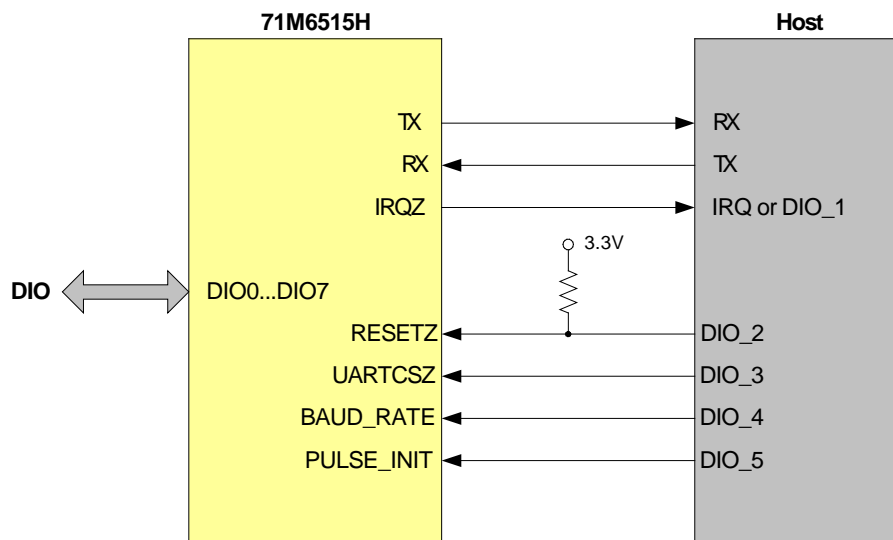 71M6515H Host
TX RX
RX TX
IRQZ IRQ or DIO_1
3.3V
DIO DIO0...DIO7
RESETZ DIO_2
UARTCSZ DIO_3
BAUD_RATE DIO_4
PULSE_INIT DIO_5